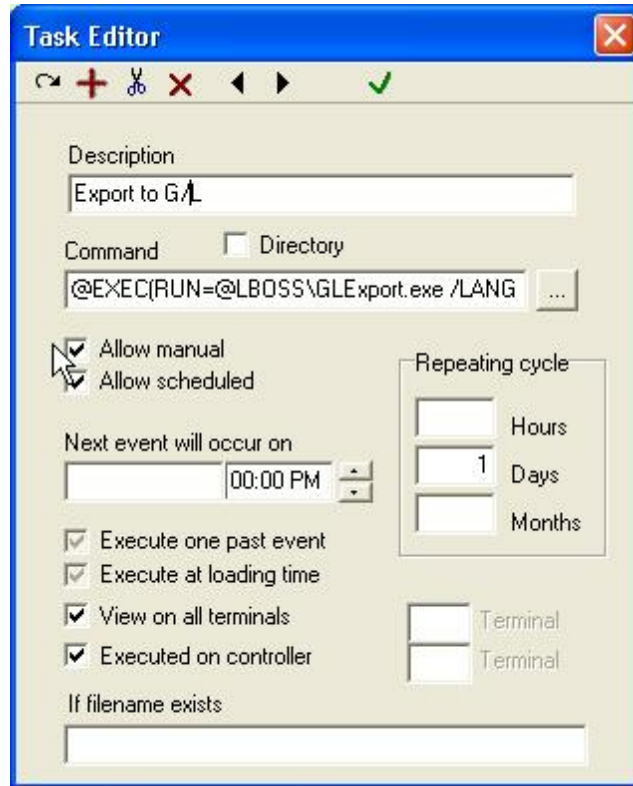 Task Editor
Description
Export to G/L
Command Directory
@EXEC(RUN=@LBOSS\GLExport.exe /LANG ...
Allow manual
Allow scheduled
Repeating cycle
Hours
1 Days
Months
Next event will occur on
00:00 PM
Execute one past event
Execute at loading time
View on all terminals
Executed on controller
Terminal
Terminal
If filename exists